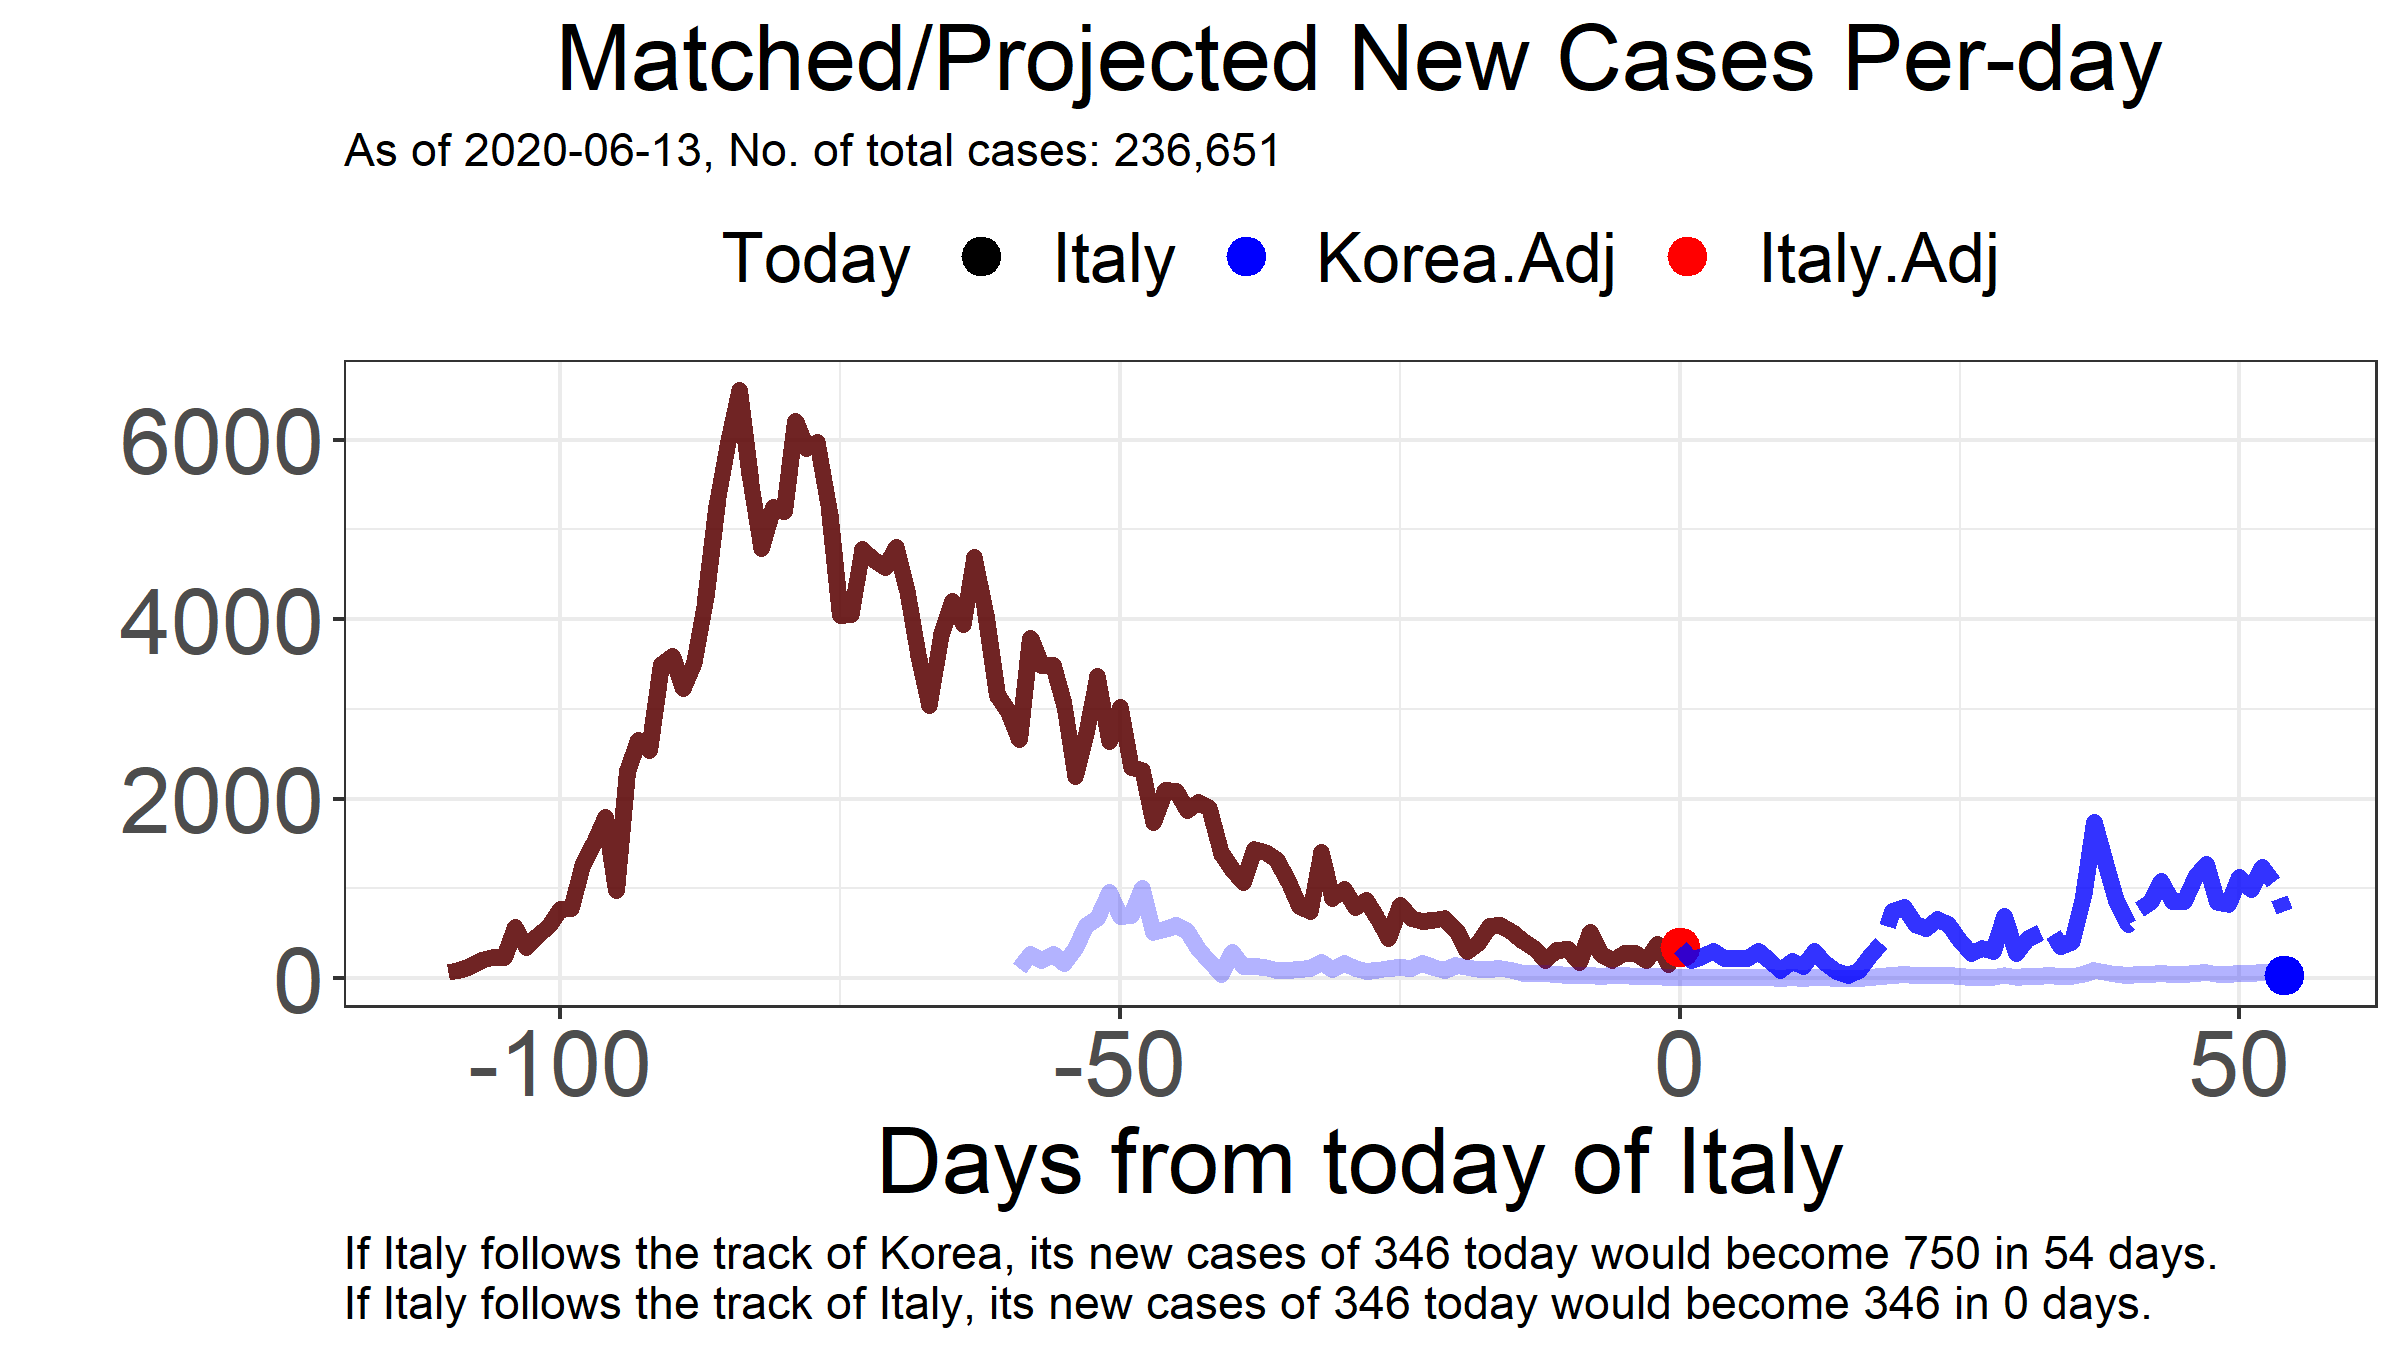 Matched/Projected New Cases Per-day
As of 2020-06-13, No. of total cases: 236,651
Today Italy Korea.Adj Italy.Adj
6000
4000
2000
0
-100 -50 0 50
Days from today of Italy
If Italy follows the track of Korea, its new cases of 346 today would become 750 in 54 days.
If Italy follows the track of Italy, its new cases of 346 today would become 346 in 0 days.